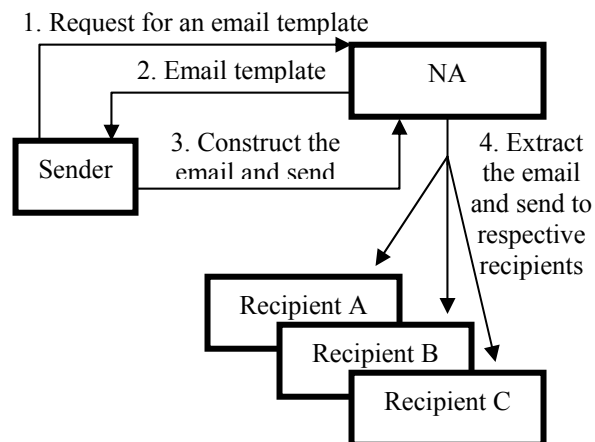 1. Request for an email template
2. Email template
NA
3. Construct the
email and send
Sender
4. Extract
the email
and send to
respective
recipients
Recipient A
Recipient B
Recipient C